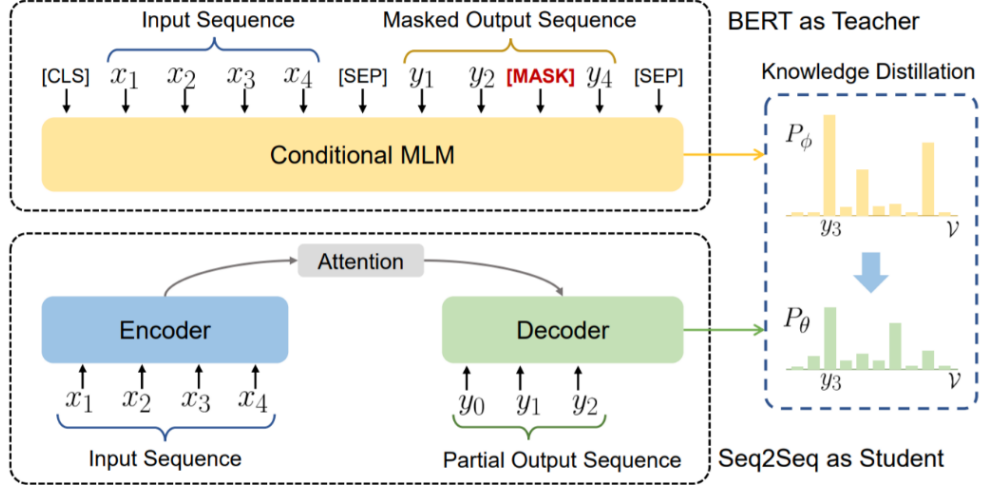 Input Sequence
Masked Output Sequence
BERT as Teacher
[CLS] x₁ x₂ x₃ x₄ [SEP] y₁ y₂ [MASK] y₄ [SEP]
Knowledge Distillation
Conditional MLM
P_ϕ
y₃ 𝒱
Attention
Encoder
Decoder
P_θ
y₃ 𝒱
x₁ x₂ x₃ x₄
y₀ y₁ y₂
Input Sequence
Partial Output Sequence
Seq2Seq as Student